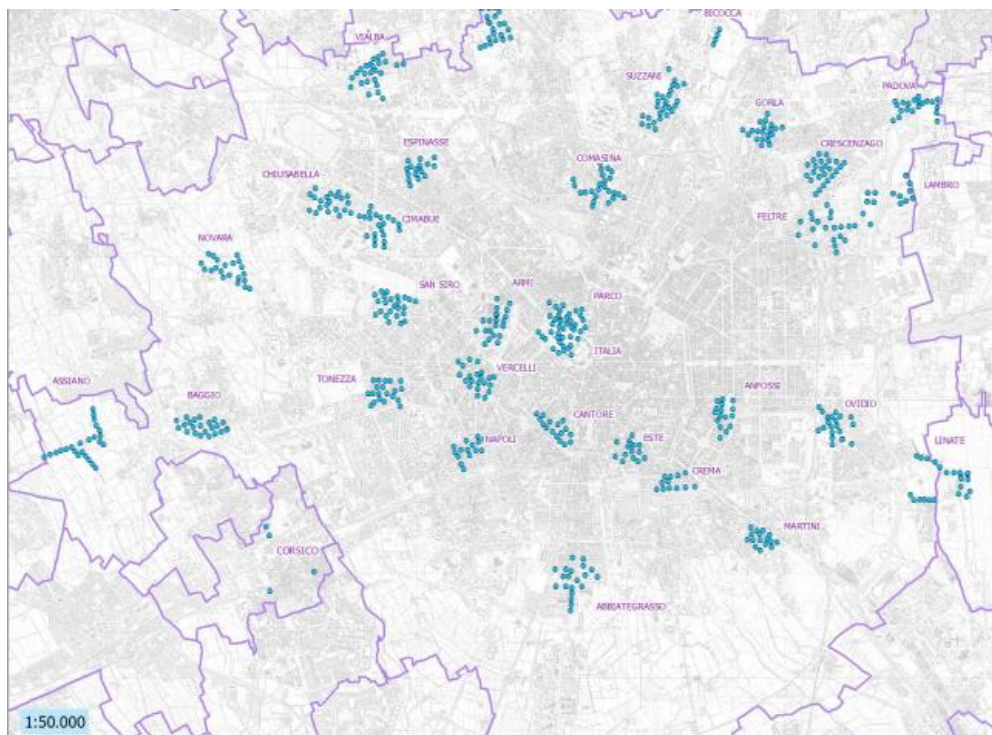 BICOCCA
VIALBA
SUZZANI
PADOVA
GORLA
ESPINASSE
CRESCENZAGO
COMASINA
CHIUSABELLA
LAMBRO
CIMABUE
FELTRE
NOVARA
SAN SIRO
ARMI
PARCO
ITALIA
VERCELLI
TONEZZA
ASSIANO
ANFOSSI
BAGGIO
OVIDIO
CANTORE
NAPOLI
ESTE
LINATE
CREMA
MARTINI
CORSICO
ABBIATEGRASSO
1:50.000